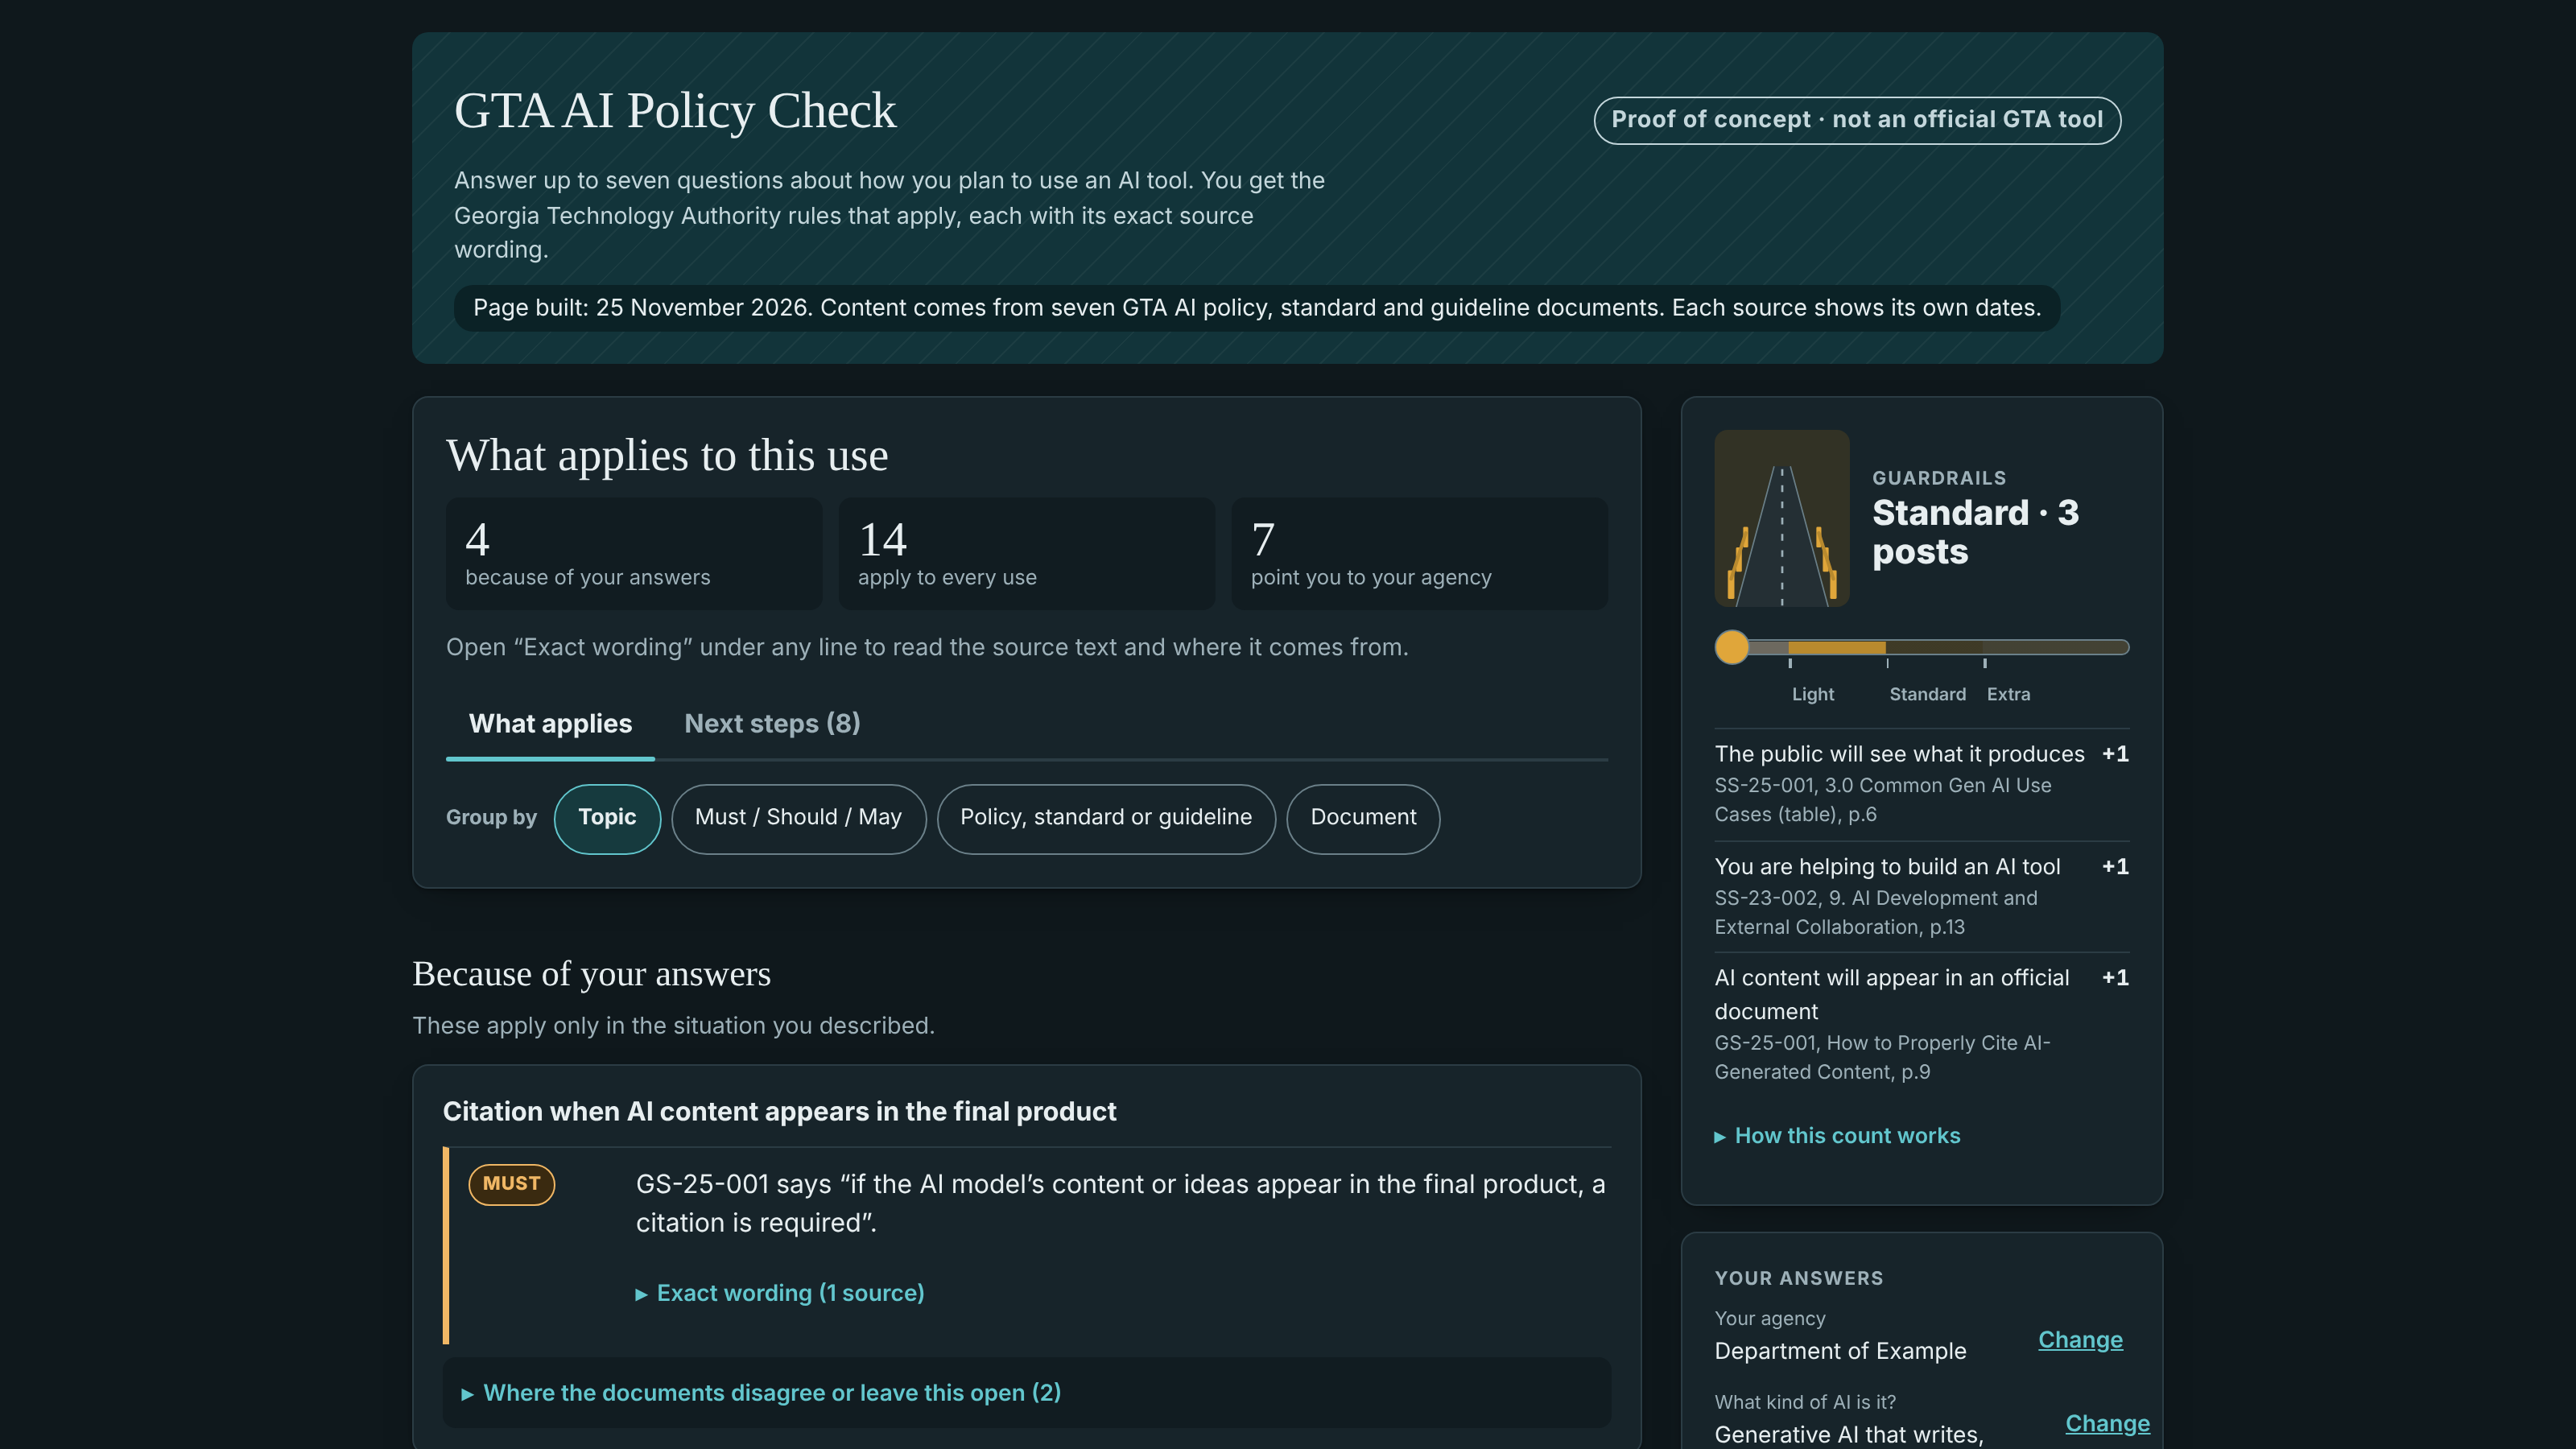 GTA AI Policy Check
Proof of concept · not an official GTA tool
Answer up to seven questions about how you plan to use an AI tool. You get the
Georgia Technology Authority rules that apply, each with its exact source
wording.
Page built: 25 November 2026. Content comes from seven GTA AI policy, standard and guideline documents. Each source shows its own dates.
What applies to this use
4
because of your answers
14
apply to every use
7
point you to your agency
Open “Exact wording” under any line to read the source text and where it comes from.
What applies
Next steps (8)
Group by
Topic
Must / Should / May
Policy, standard or guideline
Document
Because of your answers
These apply only in the situation you described.
Citation when AI content appears in the final product
MUST
GS-25-001 says “if the AI model’s content or ideas appear in the final product, a
citation is required”.
▸ Exact wording (1 source)
▸ Where the documents disagree or leave this open (2)
GUARDRAILS
Standard · 3
posts
Light
Standard
Extra
The public will see what it produces +1
SS-25-001, 3.0 Common Gen AI Use
Cases (table), p.6
You are helping to build an AI tool +1
SS-23-002, 9. AI Development and
External Collaboration, p.13
AI content will appear in an official +1
document
GS-25-001, How to Properly Cite AI-
Generated Content, p.9
▸ How this count works
YOUR ANSWERS
Your agency
Department of Example
Change
What kind of AI is it?
Generative AI that writes,
Change